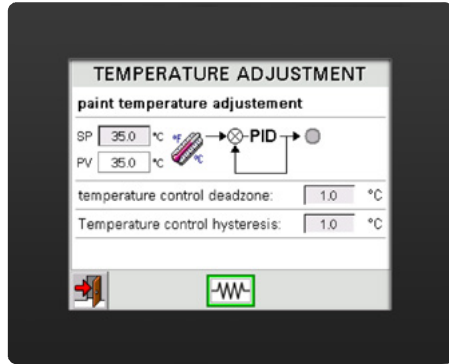 TEMPERATURE ADJUSTMENT
paint temperature adjustement
SP 35.0 °C °F °C PID
PV 35.0 °C
temperature control deadzone: 1.0 °C
Temperature control hysteresis: 1.0 °C